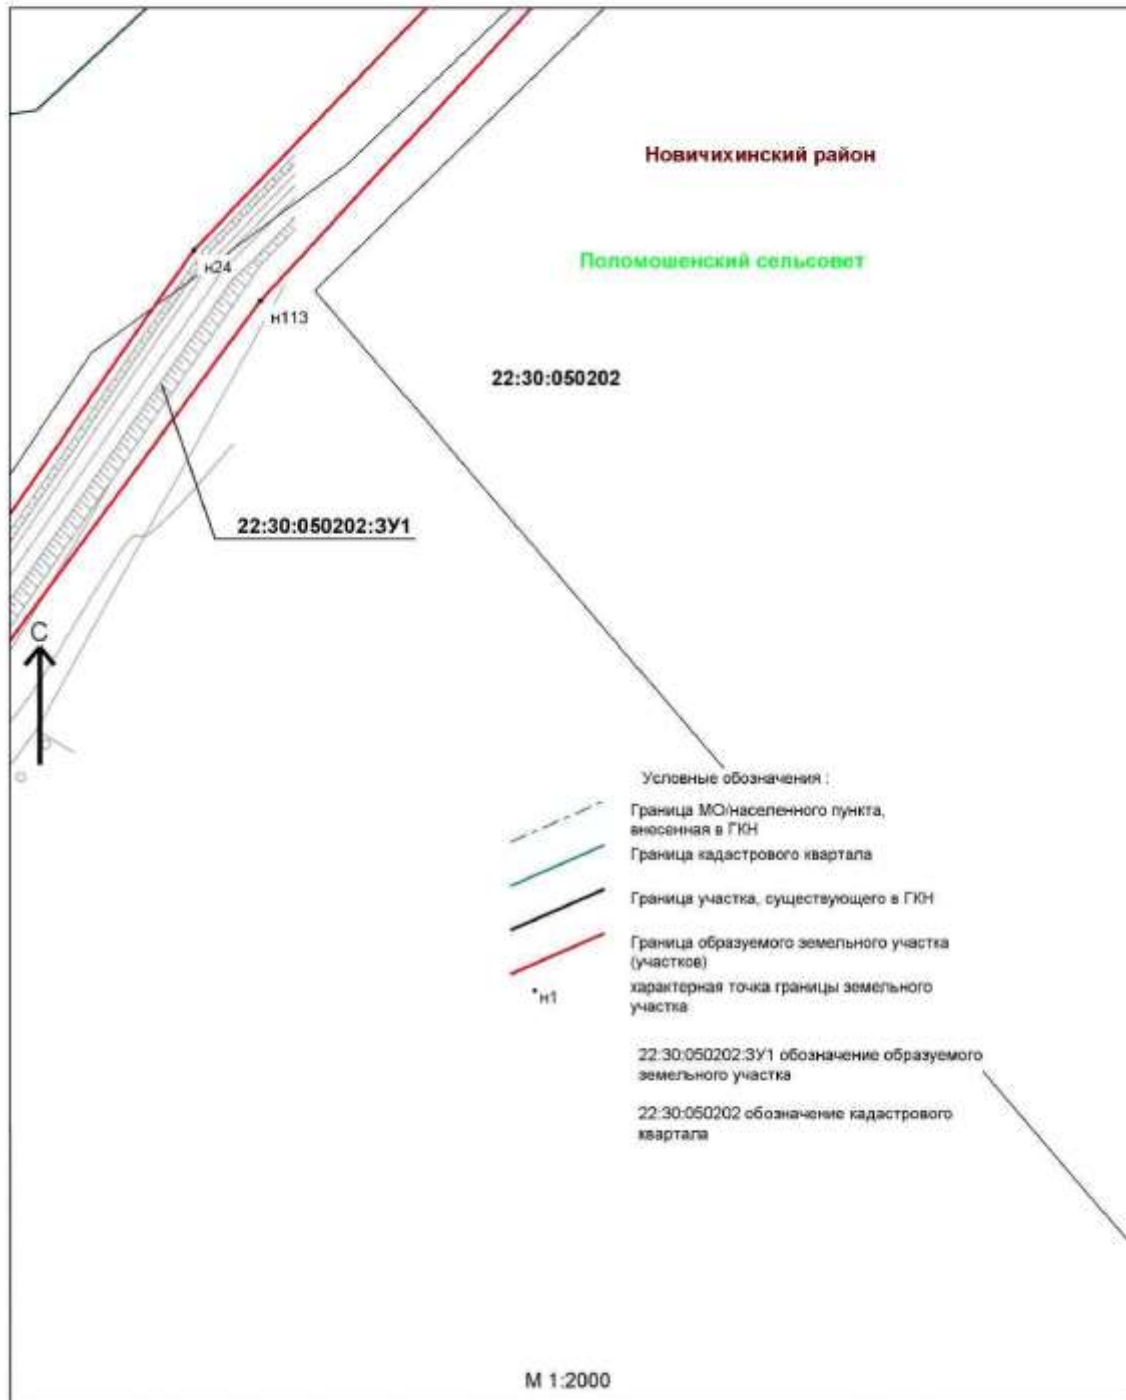 Новичихинский район
Поломошенский сельсовет
н24
н113
22:30:050202
22:30:050202:ЗУ1
С
Условные обозначения :
Граница МО/населенного пункта,
внесенная в ГКН
Граница кадастрового квартала
Граница участка, существующего в ГКН
Граница образуемого земельного участка
(участков)
н1
характерная точка границы земельного
участка
22:30:050202:ЗУ1 обозначение образуемого
земельного участка
22:30:050202 обозначение кадастрового
квартала
М 1:2000